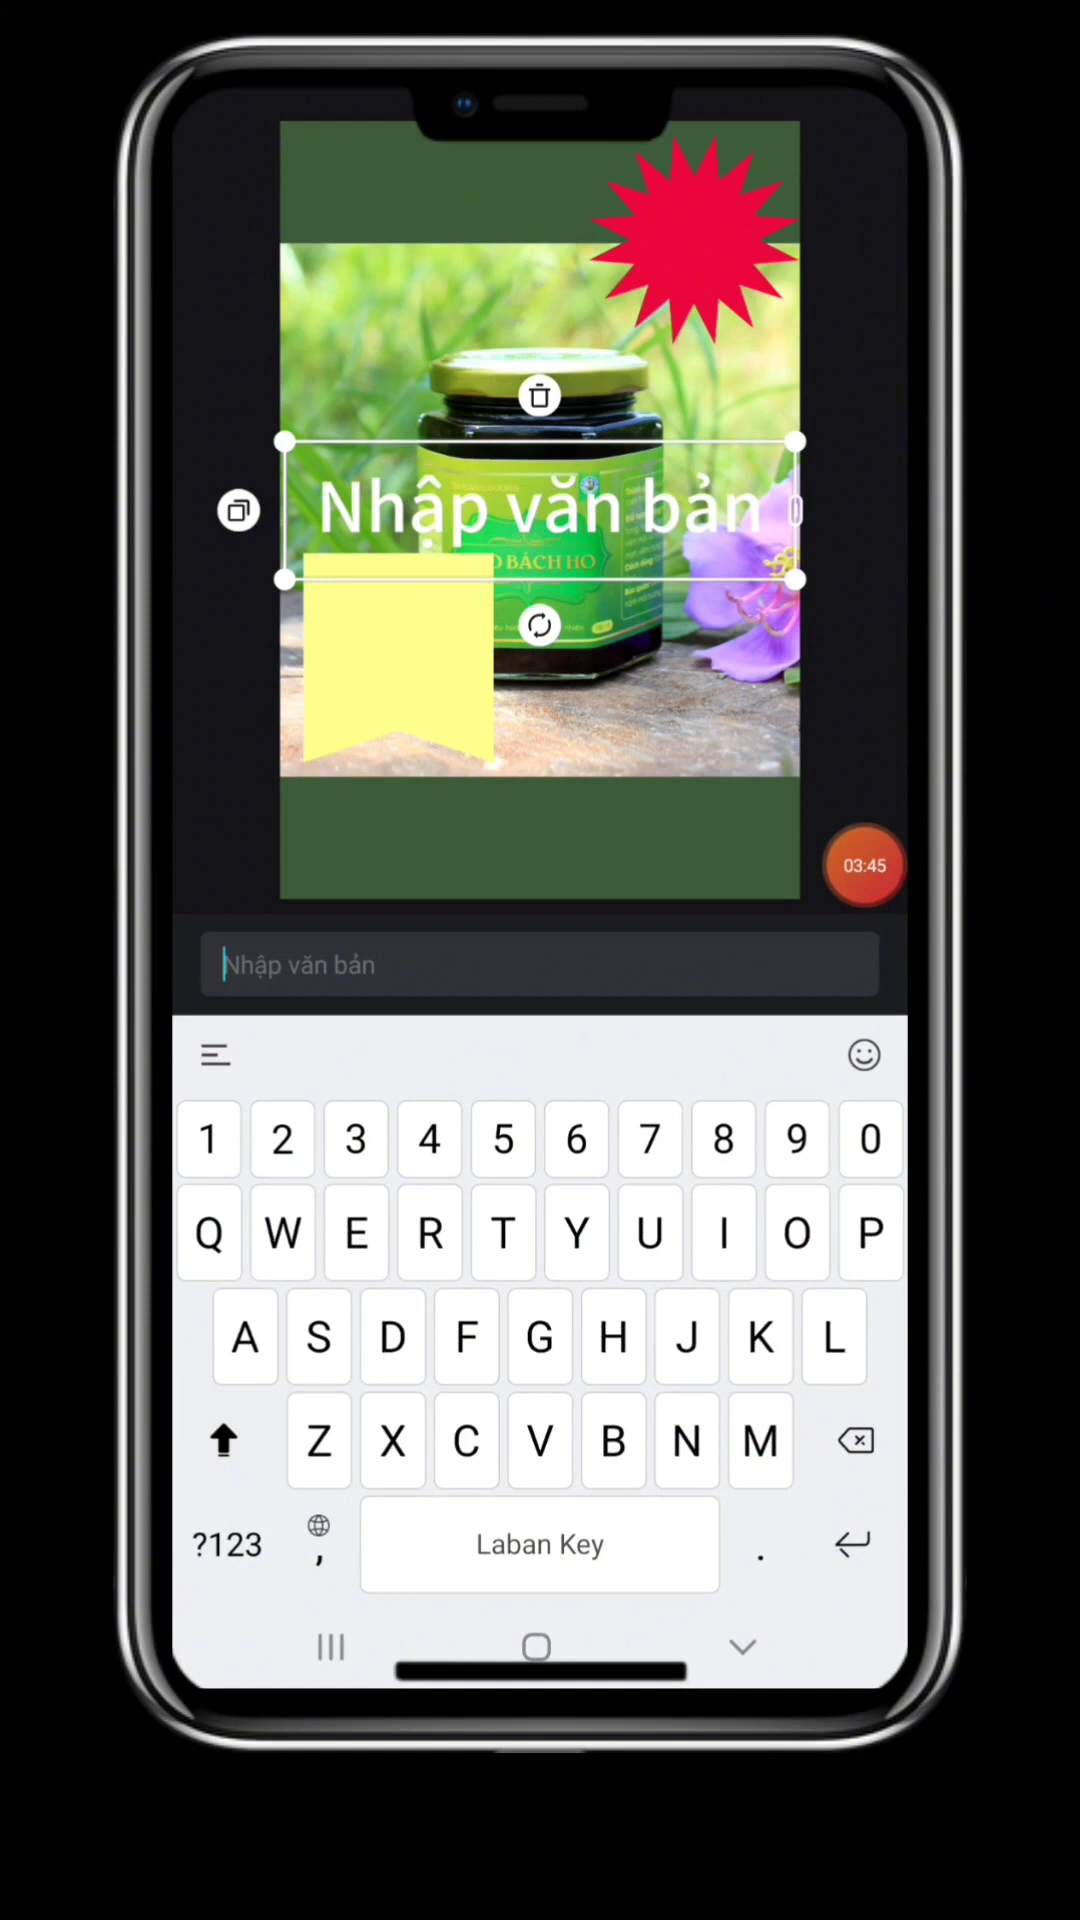 Nhập văn bản
BÁCH HO
03:45
Nhập văn bản
1 2 3 4 5 6 7 8 9 0
Q W E R T Y U I O P
A S D F G H J K L
Z X C V B N M
?123 , Laban Key .